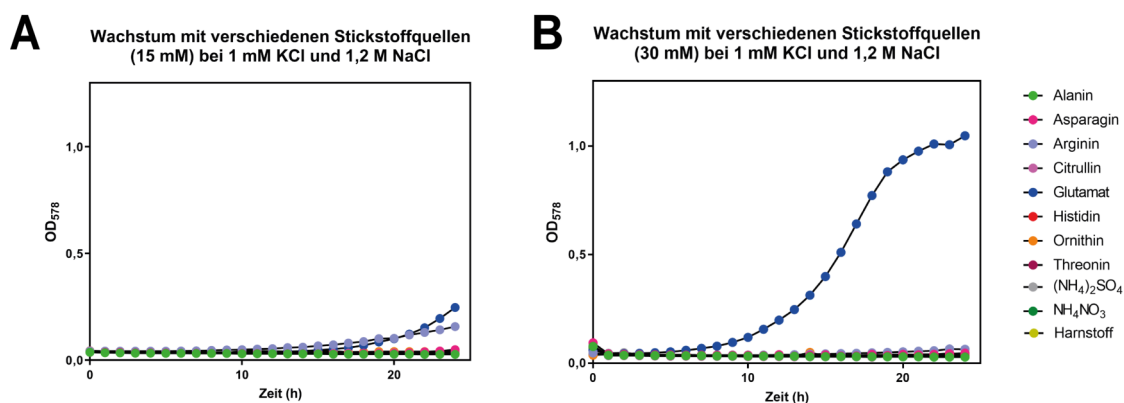 A
Wachstum mit verschiedenen Stickstoffquellen
(15 mM) bei 1 mM KCl und 1,2 M NaCl
1,0
0,5
0,0
OD578
0
10
20
Zeit (h)
B
Wachstum mit verschiedenen Stickstoffquellen
(30 mM) bei 1 mM KCl und 1,2 M NaCl
1,0
0,5
0,0
OD578
0
10
20
Zeit (h)
Alanin
Asparagin
Arginin
Citrullin
Glutamat
Histidin
Ornithin
Threonin
(NH4)2SO4
NH4NO3
Harnstoff